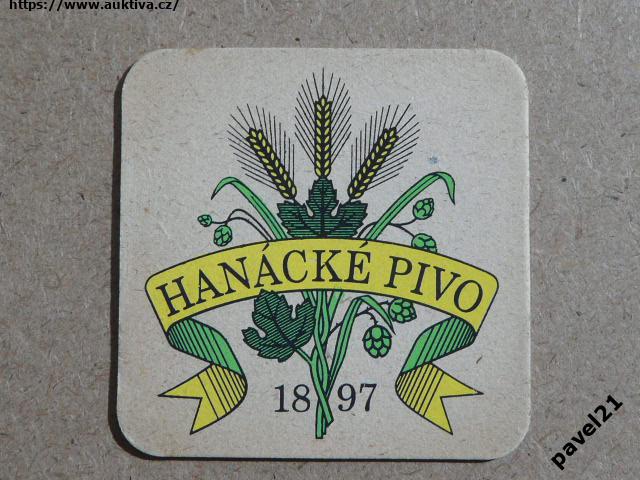 https://www.auktiva.cz/
HANÁCKÉ PIVO
18 97
pavel21